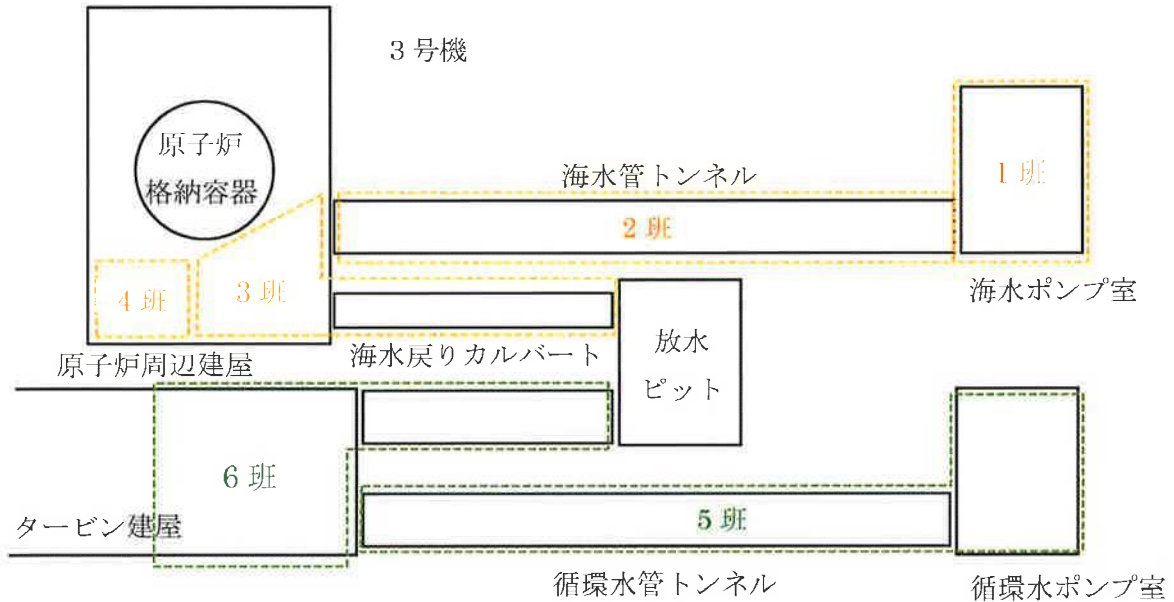 3号機
原子炉
格納容器
海水管トンネル
1班
2班
3班
4班
海水ポンプ室
海水戻りカルバート
放水
ピット
原子炉周辺建屋
6班
5班
タービン建屋
循環水管トンネル
循環水ポンプ室